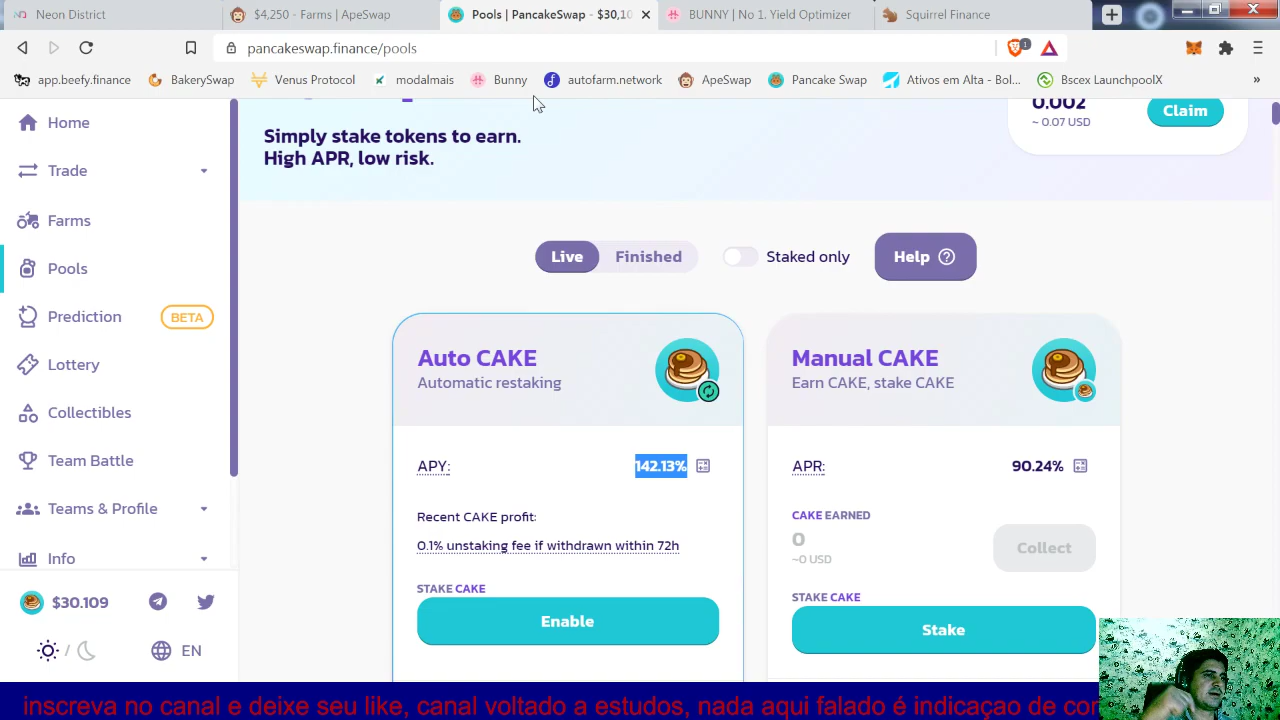 Neon District
$4,250 - Farms | ApeSwap
Pools | PancakeSwap - $30,10
BUNNY | No 1. Yield Optimizer
Squirrel Finance
pancakeswap.finance/pools
1
app.beefy.finance
BakerySwap
Venus Protocol
modalmais
Bunny
autofarm.network
ApeSwap
Pancake Swap
Ativos em Alta - Bol...
Bscex LaunchpoolX
»
Home
Trade
Farms
Pools
Prediction
BETA
Lottery
Collectibles
Team Battle
Teams & Profile
Info
$30.109
/
EN
Simply stake tokens to earn.
High APR, low risk.
0.002
~ 0.07 USD
Claim
Live
Finished
Staked only
Help
Auto CAKE
Automatic restaking
APY:
142.13%
Recent CAKE profit:
0.1% unstaking fee if withdrawn within 72h
STAKE CAKE
Enable
Manual CAKE
Earn CAKE, stake CAKE
APR:
90.24%
CAKE EARNED
0
~0 USD
Collect
STAKE CAKE
Stake
inscreva no canal e deixe seu like, canal voltado a estudos, nada aqui falado é indicaçao de